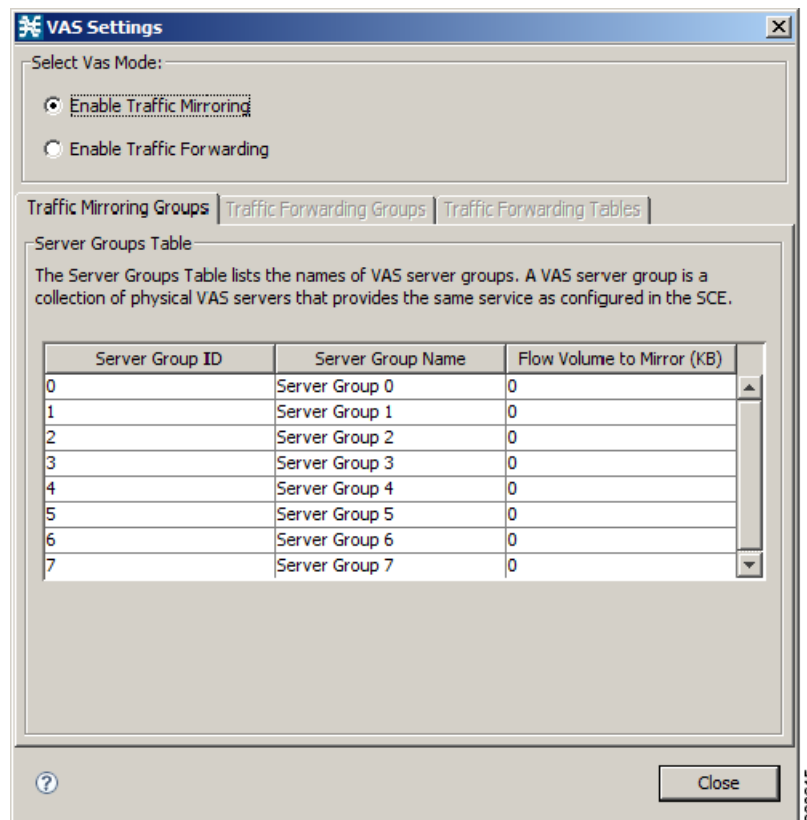 VAS Settings
Select Vas Mode:
Enable Traffic Mirroring
Enable Traffic Forwarding
Traffic Mirroring Groups Traffic Forwarding Groups Traffic Forwarding Tables
Server Groups Table
The Server Groups Table lists the names of VAS server groups. A VAS server group is a
collection of physical VAS servers that provides the same service as configured in the SCE.
Server Group ID Server Group Name Flow Volume to Mirror (KB)
0 Server Group 0 0
1 Server Group 1 0
2 Server Group 2 0
3 Server Group 3 0
4 Server Group 4 0
5 Server Group 5 0
6 Server Group 6 0
7 Server Group 7 0
? Close